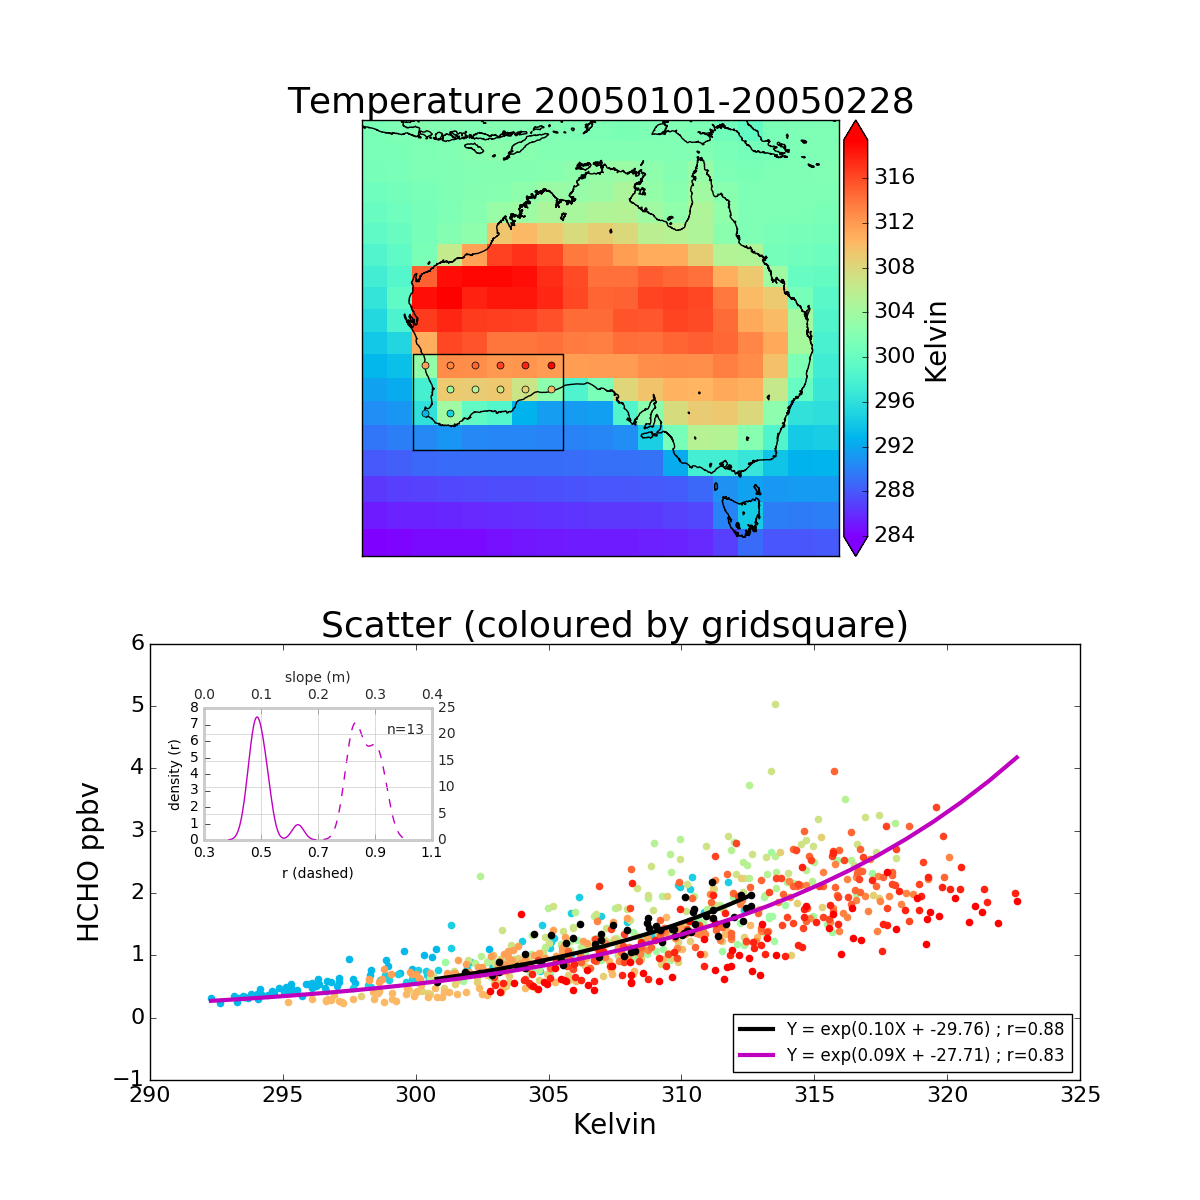 Temperature 20050101-20050228
316
312
308
304
300
296
292
288
284
Kelvin
Scatter (coloured by gridsquare)
6
5
4
3
2
1
0
−1
HCHO ppbv
slope (m)
0.0 0.1 0.2 0.3 0.4
8
7
6
5
4
3
2
1
0
density (r)
n=13
25
20
15
10
5
0
0.3 0.5 0.7 0.9 1.1
r (dashed)
Y = exp(0.10X + -29.76) ; r=0.88
Y = exp(0.09X + -27.71) ; r=0.83
290 295 300 305 310 315 320 325
Kelvin